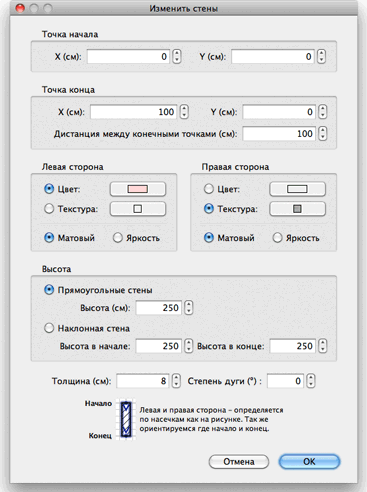 Изменить стены
Точка начала
X (см): 0 Y (см): 0
Точка конца
X (см): 100 Y (см): 0
Дистанция между конечными точками (см): 100
Левая сторона Правая сторона
Цвет: Цвет:
Текстура: Текстура:
Матовый Яркость Матовый Яркость
Высота
Прямоугольные стены
Высота (см): 250
Наклонная стена
Высота в начале: 250 Высота в конце: 250
Толщина (см): 8 Степень дуги (°) : 0
Начало
Левая и правая сторона – определяется
по насечкам как на рисунке. Так же
ориентируемся где начало и конец.
Конец
Отмена OK